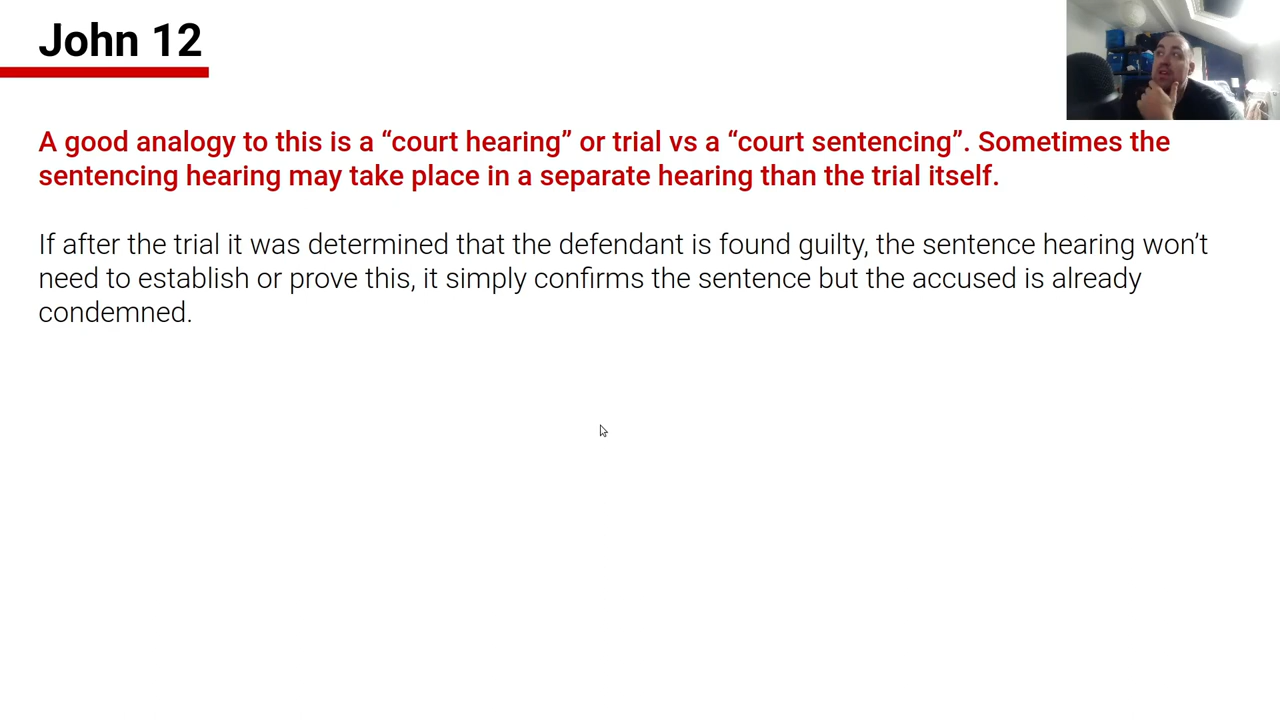 John 12
A good analogy to this is a “court hearing” or trial vs a “court sentencing”. Sometimes the
sentencing hearing may take place in a separate hearing than the trial itself.
If after the trial it was determined that the defendant is found guilty, the sentence hearing won’t
need to establish or prove this, it simply confirms the sentence but the accused is already
condemned.